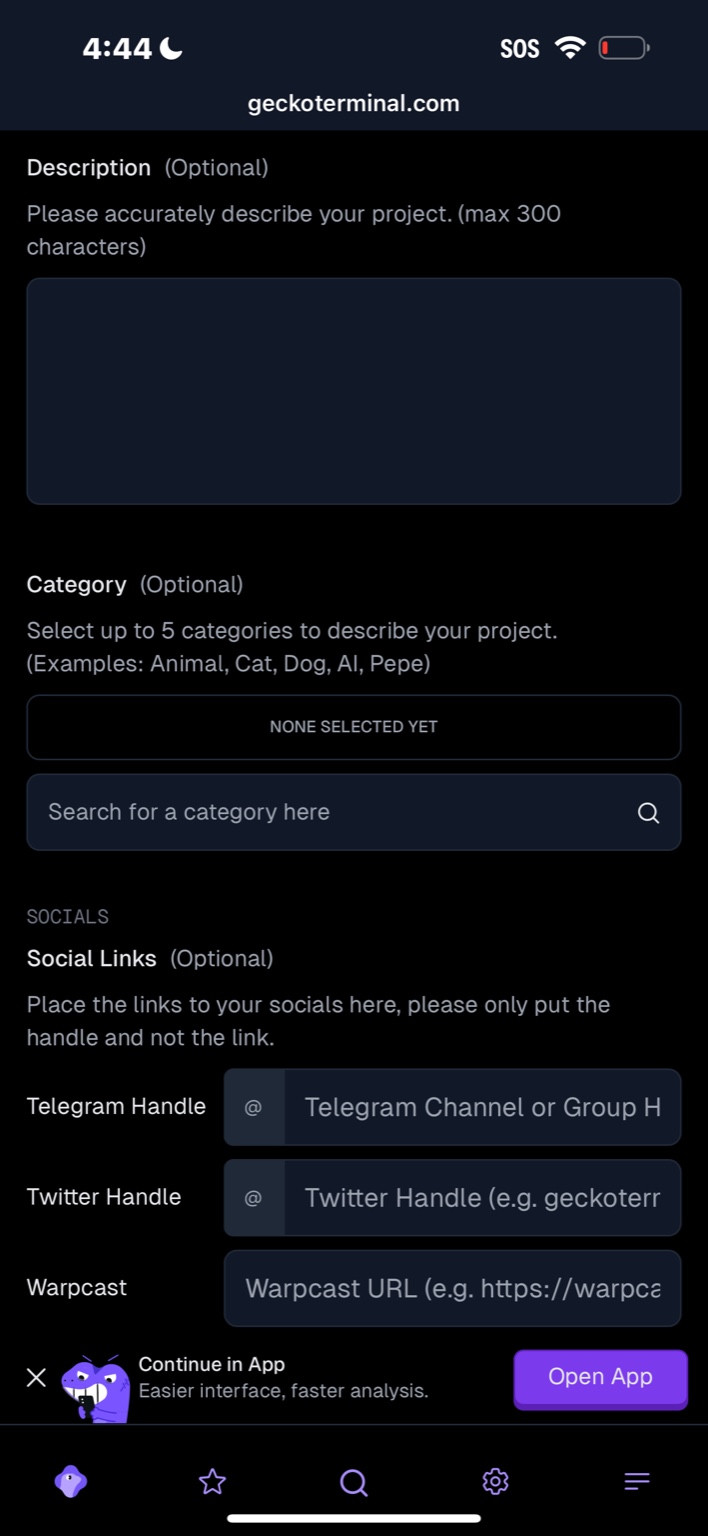 4:44
SOS
geckoterminal.com
Description (Optional)
Please accurately describe your project. (max 300
characters)
Category (Optional)
Select up to 5 categories to describe your project.
(Examples: Animal, Cat, Dog, AI, Pepe)
NONE SELECTED YET
Search for a category here
SOCIALS
Social Links (Optional)
Place the links to your socials here, please only put the
handle and not the link.
Telegram Handle @ Telegram Channel or Group H
Twitter Handle @ Twitter Handle (e.g. geckoterr
Warpcast Warpcast URL (e.g. https://warpca
Continue in App
Easier interface, faster analysis.
Open App